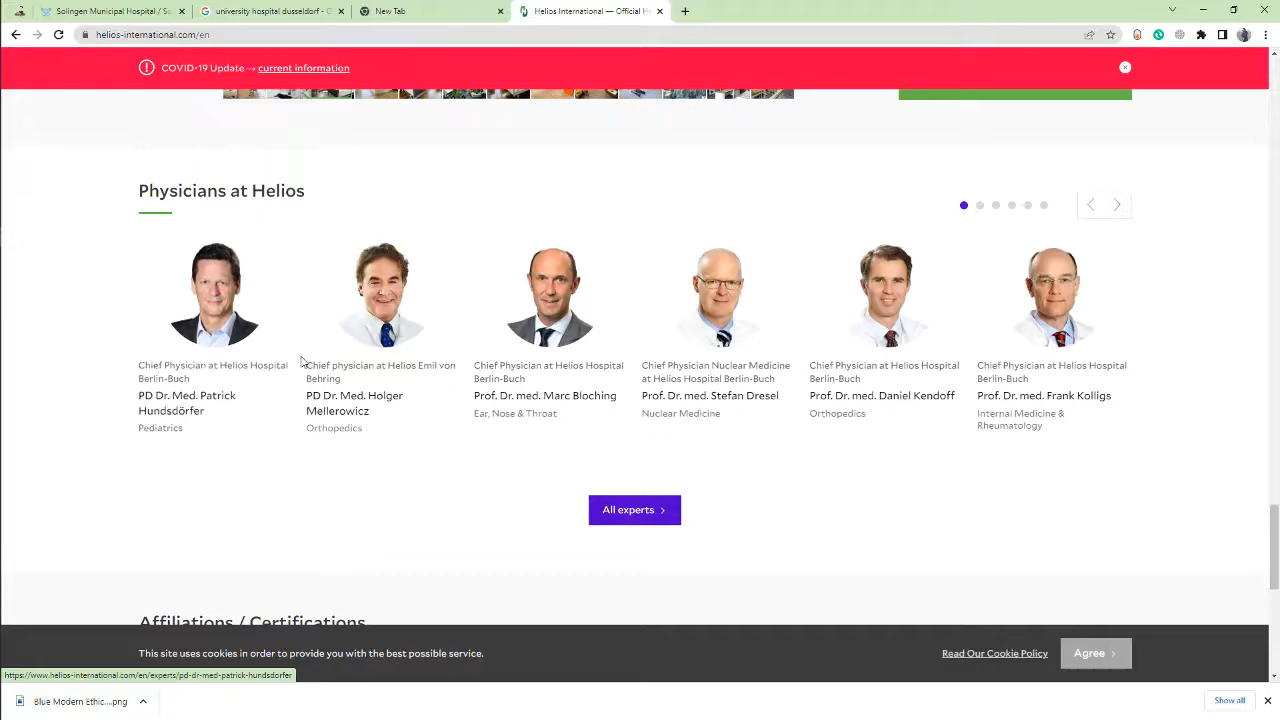 Solingen Municipal Hospital / So
university hospital dusseldorf - G
New Tab
Helios International — Official He
helios-international.com/en
COVID-19 Update → current information
Physicians at Helios
Chief Physician at Helios Hospital
Berlin-Buch
PD Dr. Med. Patrick
Hundsdörfer
Pediatrics
Chief physician at Helios Emil von
Behring
PD Dr. Med. Holger
Mellerowicz
Orthopedics
Chief Physician at Helios Hospital
Berlin-Buch
Prof. Dr. med. Marc Bloching
Ear, Nose & Throat
Chief Physician Nuclear Medicine
at Helios Hospital Berlin-Buch
Prof. Dr. med. Stefan Dresel
Nuclear Medicine
Chief Physician at Helios Hospital
Berlin-Buch
Prof. Dr. med. Daniel Kendoff
Orthopedics
Chief Physician at Helios Hospital
Berlin-Buch
Prof. Dr. med. Frank Kolligs
Internal Medicine &
Rheumatology
All experts
Affiliations / Certifications
This site uses cookies in order to provide you with the best possible service.
Read Our Cookie Policy
Agree
https://www.helios-international.com/en/experts/pd-dr-med-patrick-hundsdorfer
Blue Modern Ethic....png
Show all